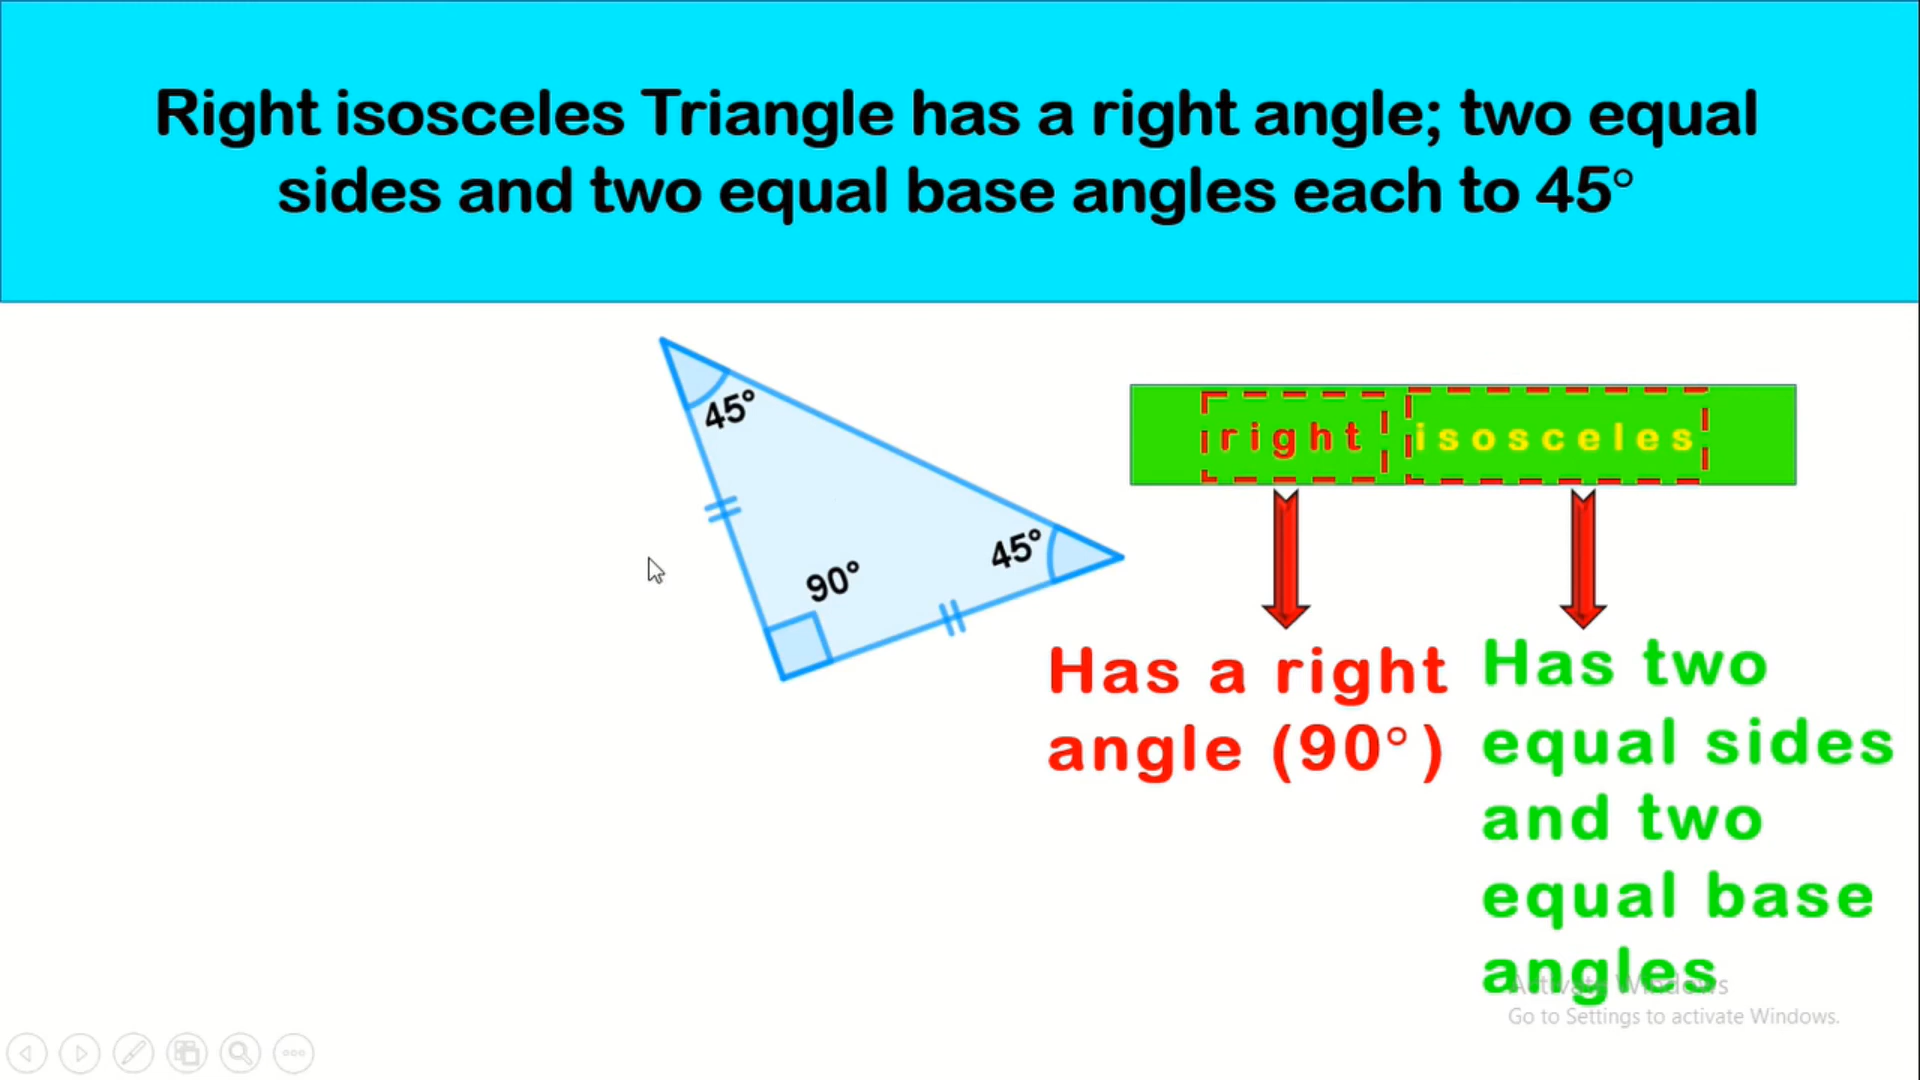 Right isosceles Triangle has a right angle; two equal
sides and two equal base angles each to 45°
45°
45°
90°
right isosceles
Has a right
angle (90°)
Has two
equal sides
and two
equal base
angles
Activate Windows
Go to Settings to activate Windows.